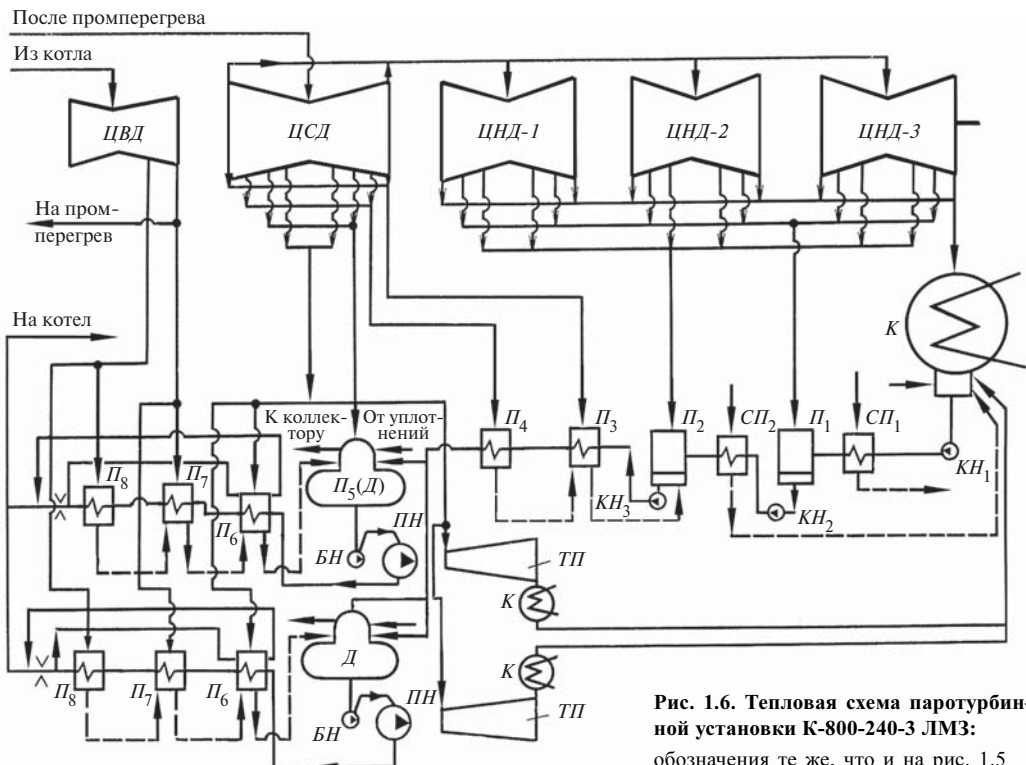 После промперегрева
Из котла
ЦВД
ЦСД
ЦНД-1
ЦНД-2
ЦНД-3
На пром-
перегрев
На котел
К
К коллек-
тору
От уплот-
нений
П4
П3
П2
СП2
П1
СП1
П8
П7
П6
П5(Д)
КН3
КН2
КН1
БН
ПН
ТП
К
Д
К
П8
П7
П6
БН
ПН
ТП
Рис. 1.6. Тепловая схема паротурбин-
ной установки К-800-240-3 ЛМЗ:
обозначения те же, что и на рис. 1.5